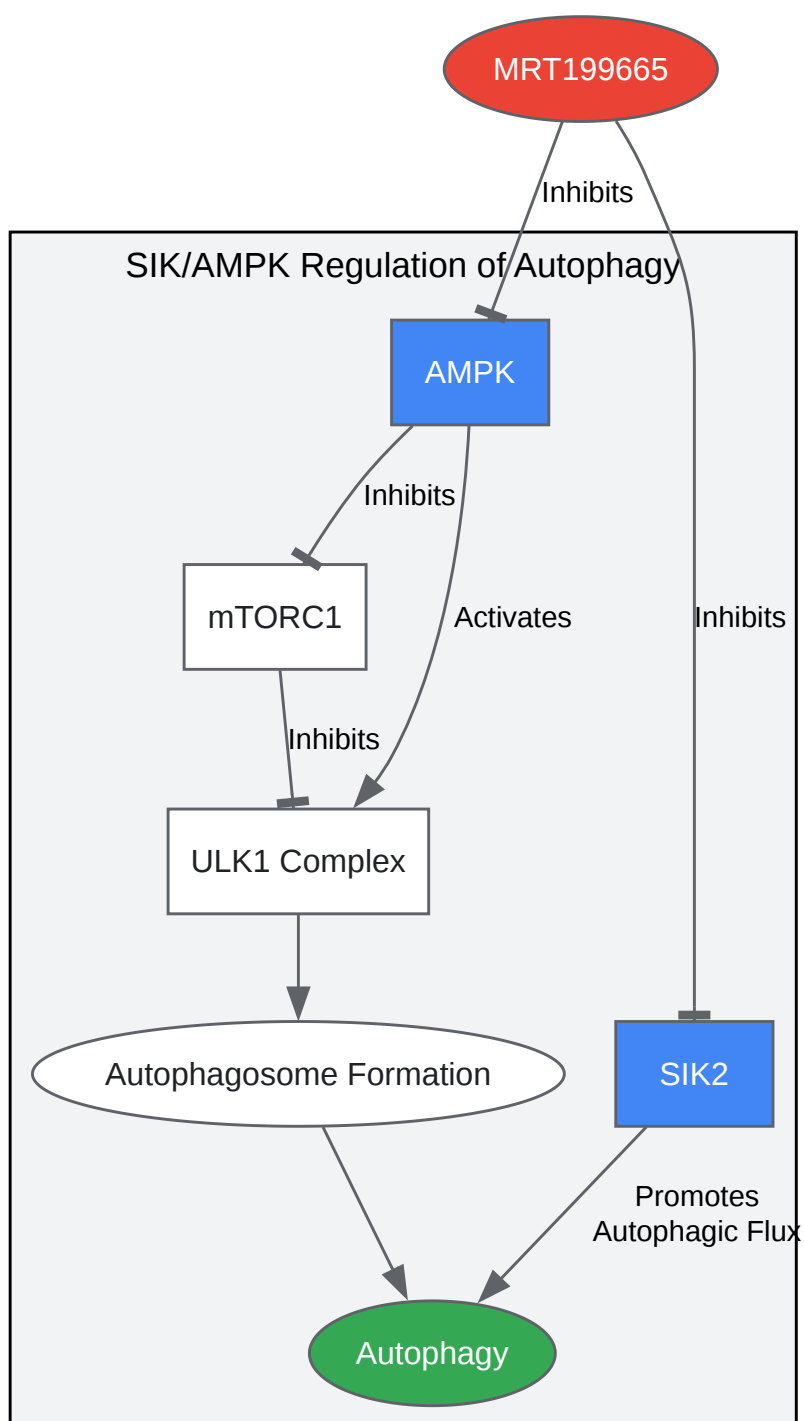 MRT199665
Inhibits
SIK/AMPK Regulation of Autophagy
AMPK
Inhibits
mTORC1
Activates
Inhibits
Inhibits
ULK1 Complex
Autophagosome Formation
SIK2
Promotes
Autophagic Flux
Autophagy